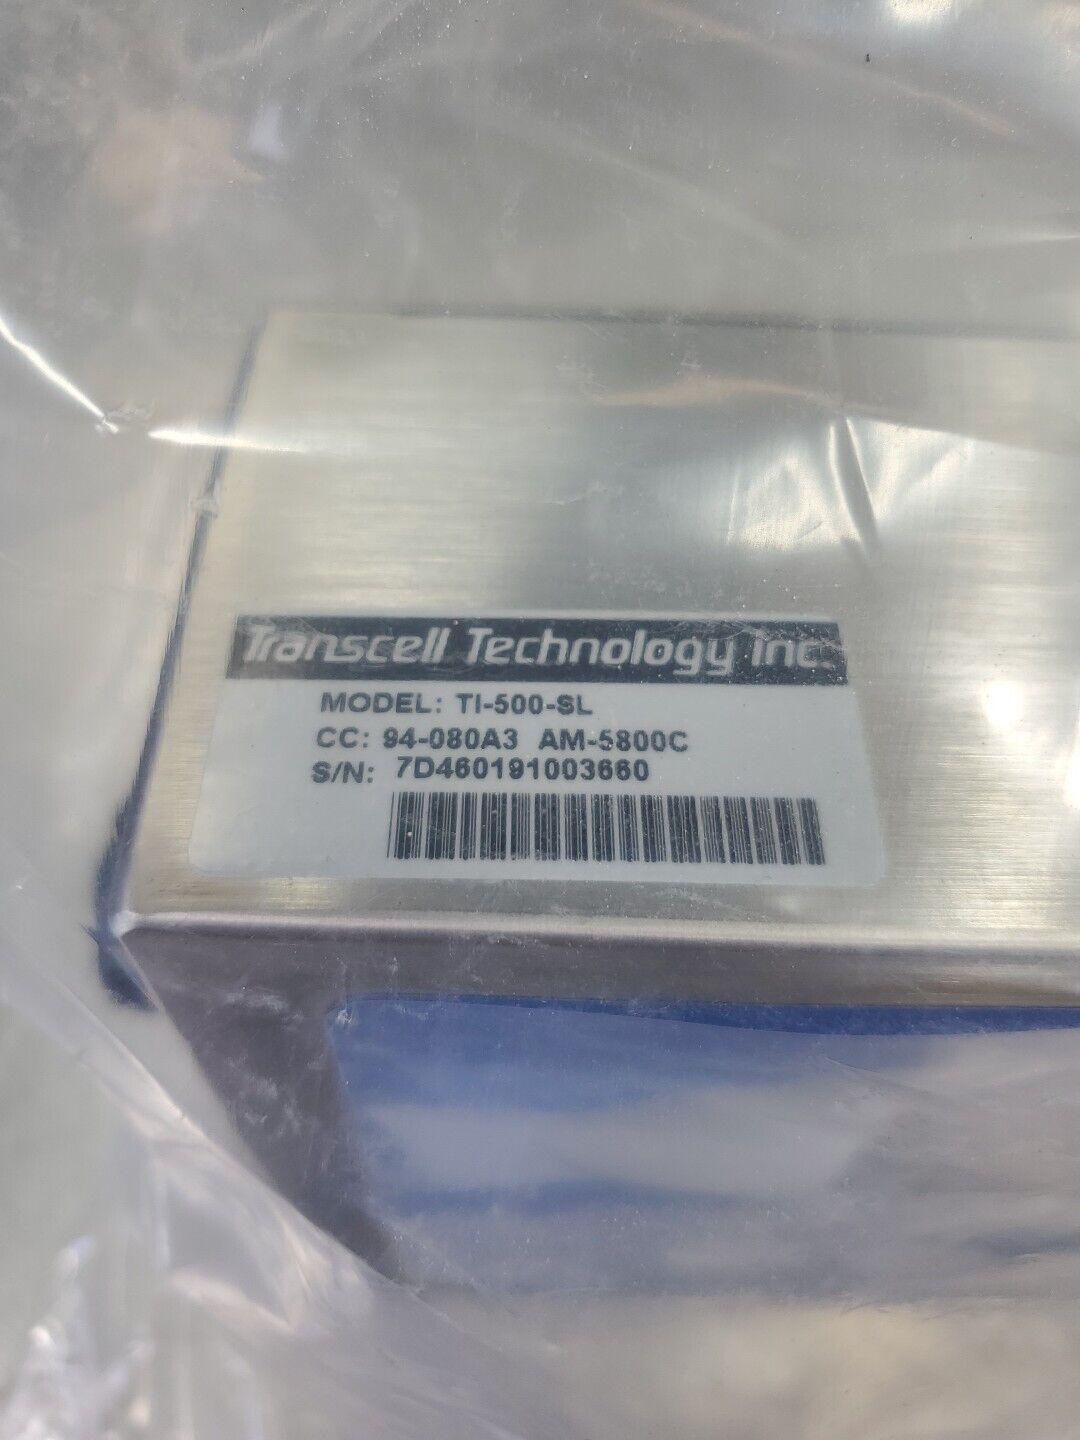 Transcell Technology Inc.
MODEL: TI-500-SL
CC: 94-080A3 AM-5800C
S/N: 7D460191003660